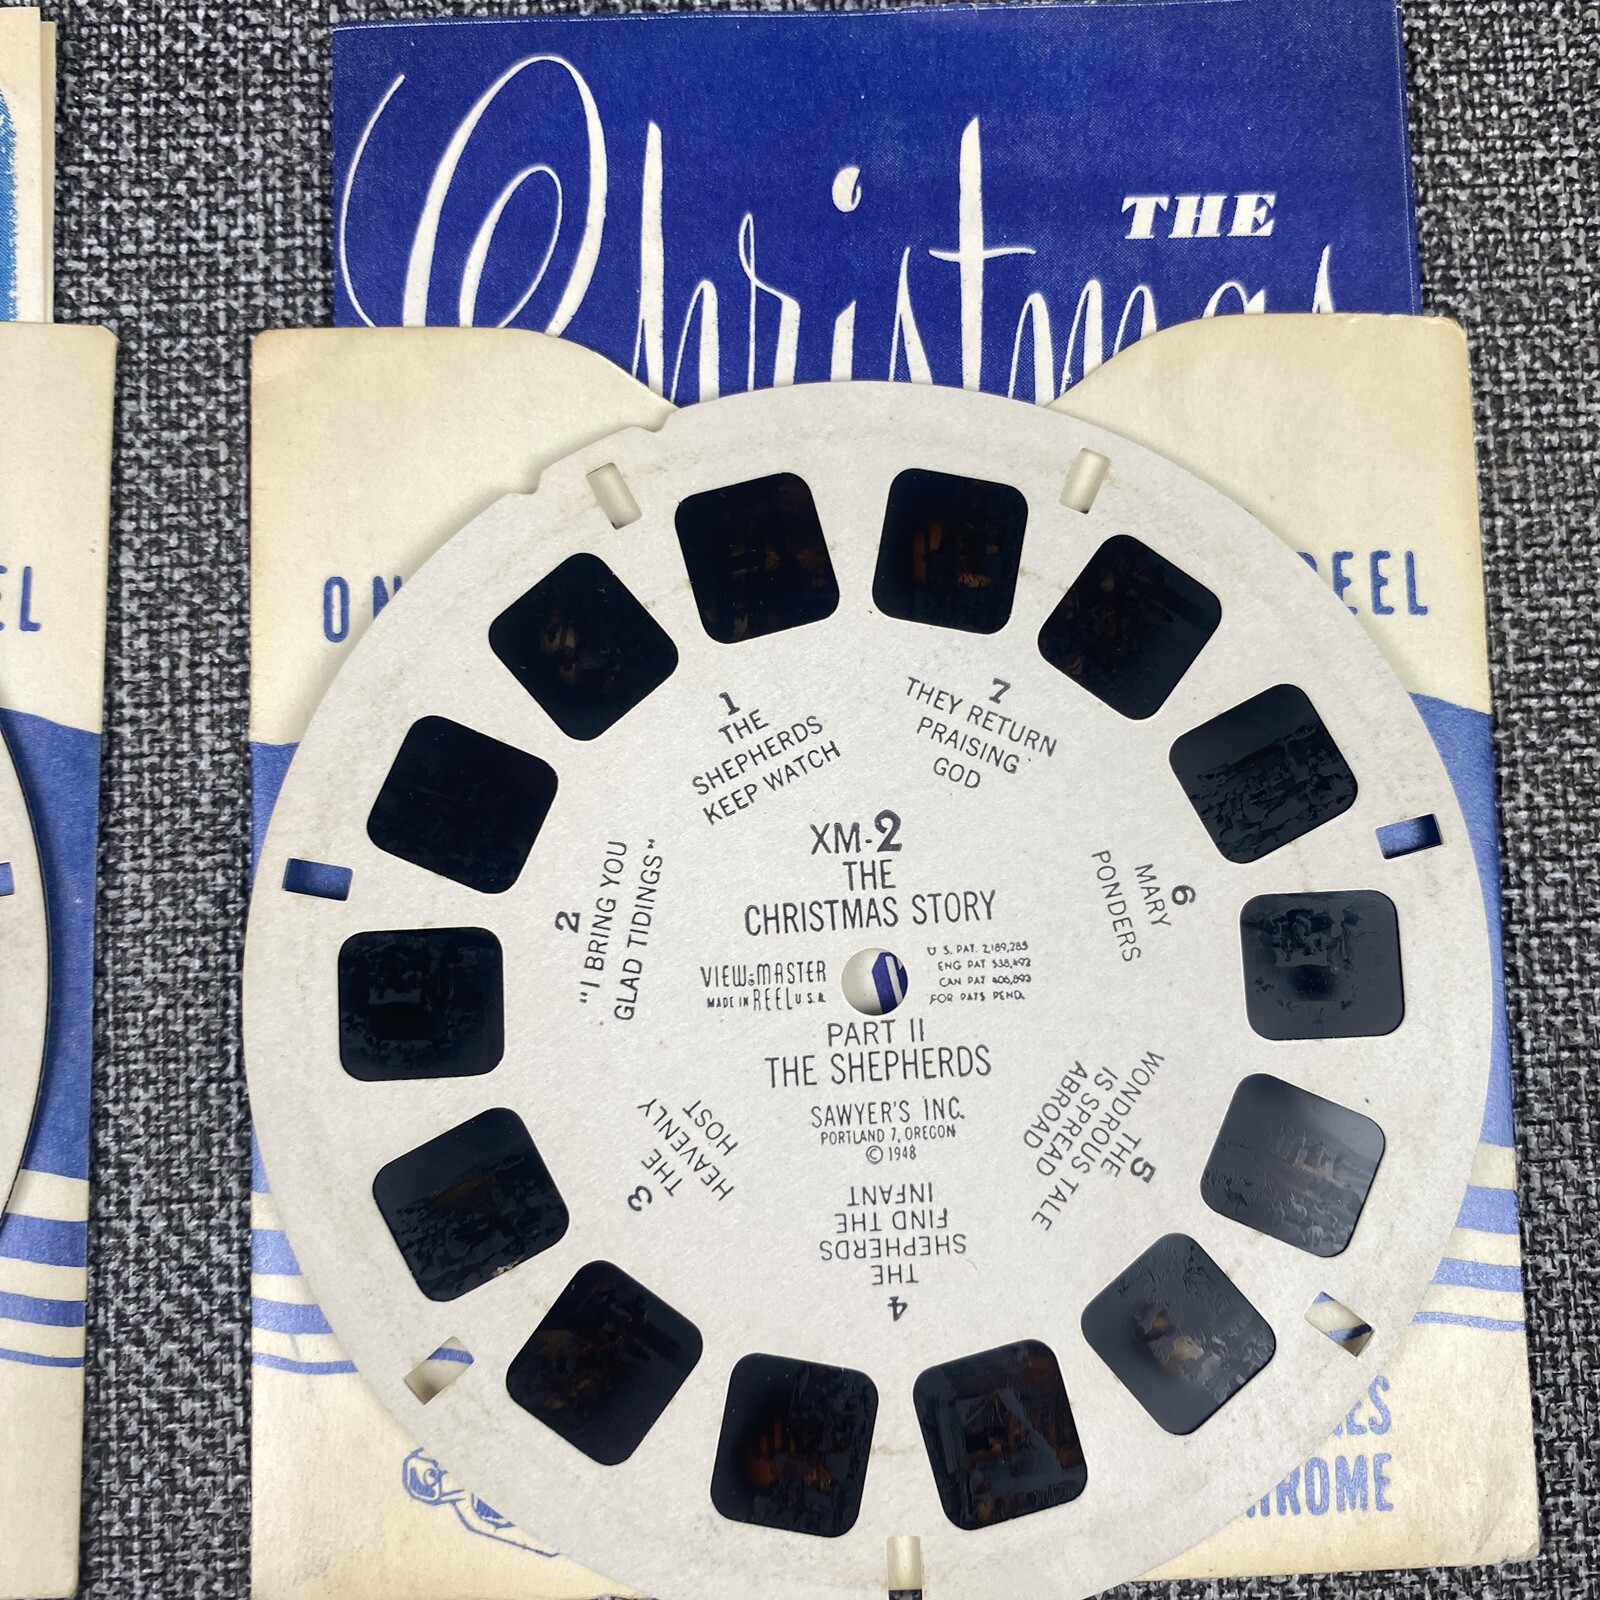 THE
Christmas
EL
ON
REEL
1
THE
SHEPHERDS
KEEP WATCH
7
THEY RETURN
PRAISING
GOD
XM-2
THE
CHRISTMAS STORY
2
"I BRING YOU
GLAD TIDINGS"
6
MARY
PONDERS
VIEW-MASTER
MADE IN REEL U.S.A.
U.S. PAT. 2,189,285
ENG PAT 538,492
CAN PAT 406,892
FOR PATS PEND.
PART II
THE SHEPHERDS
SAWYER'S INC.
PORTLAND 7, OREGON
© 1948
3
THE
HEAVENLY
HOST
5
THE
WONDROUS TALE
IS SPREAD
ABROAD
4
THE
SHEPHERDS
FIND THE
INFANT
ES
HROME